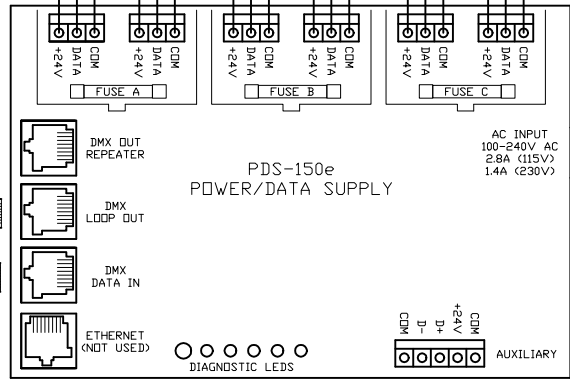 +24V DATA COM +24V DATA COM +24V DATA COM +24V DATA COM +24V DATA COM +24V DATA COM
FUSE A FUSE B FUSE C
DMX OUT
REPEATER
AC INPUT
100-240V AC
2.8A (115V)
1.4A (230V)
PDS-150e
POWER/DATA SUPPLY
DMX
LOOP OUT
DMX
DATA IN
ETHERNET
(NOT USED)
DIAGNOSTIC LEDS
COM D- D+ +24V COM
AUXILIARY